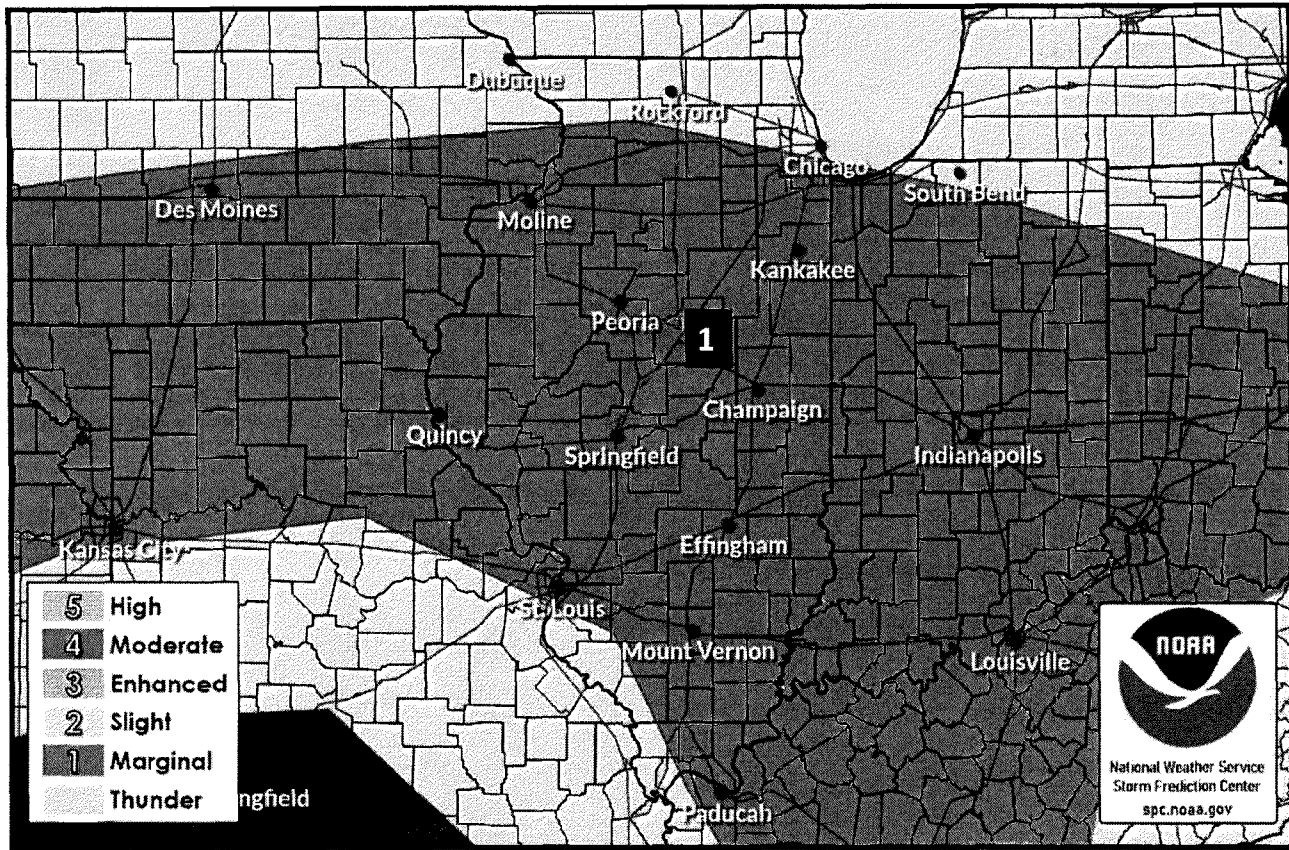 Dubuque
Rockford
Chicago
South Bend
Des Moines
Moline
Kankakee
Peoria
1
Champaign
Quincy
Springfield
Indianapolis
Effingham
Kansas City
St. Louis
Mount Vernon
Louisville
Paducah
ngfield
5 High
4 Moderate
3 Enhanced
2 Slight
1 Marginal
Thunder
NOAA
National Weather Service
Storm Prediction Center
spc.noaa.gov